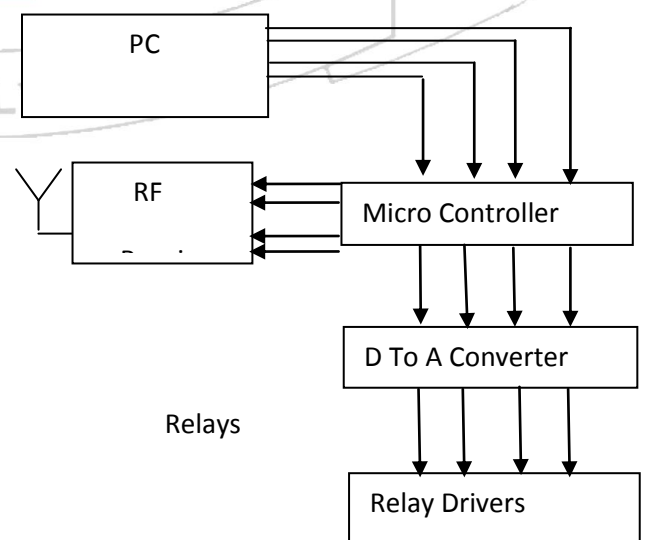 PC
RF
Micro Controller
D To A Converter
Relays
Relay Drivers